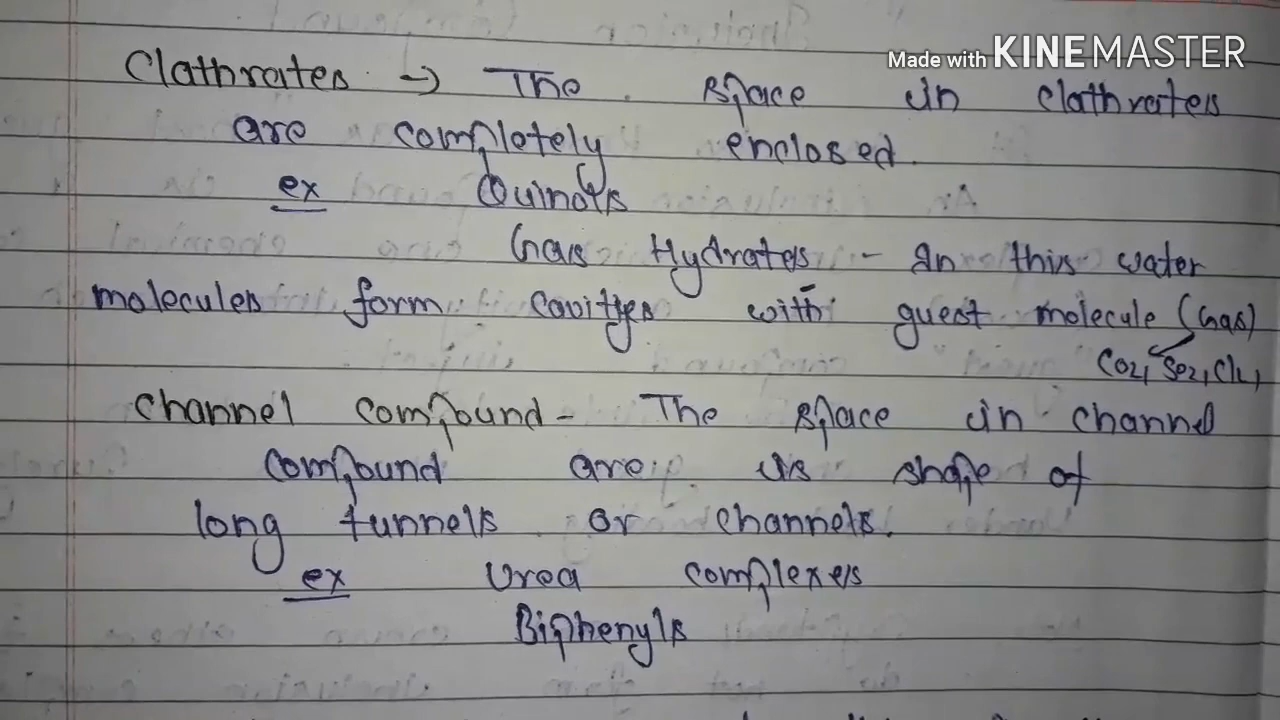 Made with KINEMASTER
Clathrates → The space in clathrates
are completely enclosed.
ex Quinols
Gas Hydrates - In this water
molecules form cavityes with guest molecule (Gas)
CO2, SO2, Cl2,
Channel compound - The space in channel
compound are is shape of
long tunnels or channels.
ex Urea complexes
Biphenyls